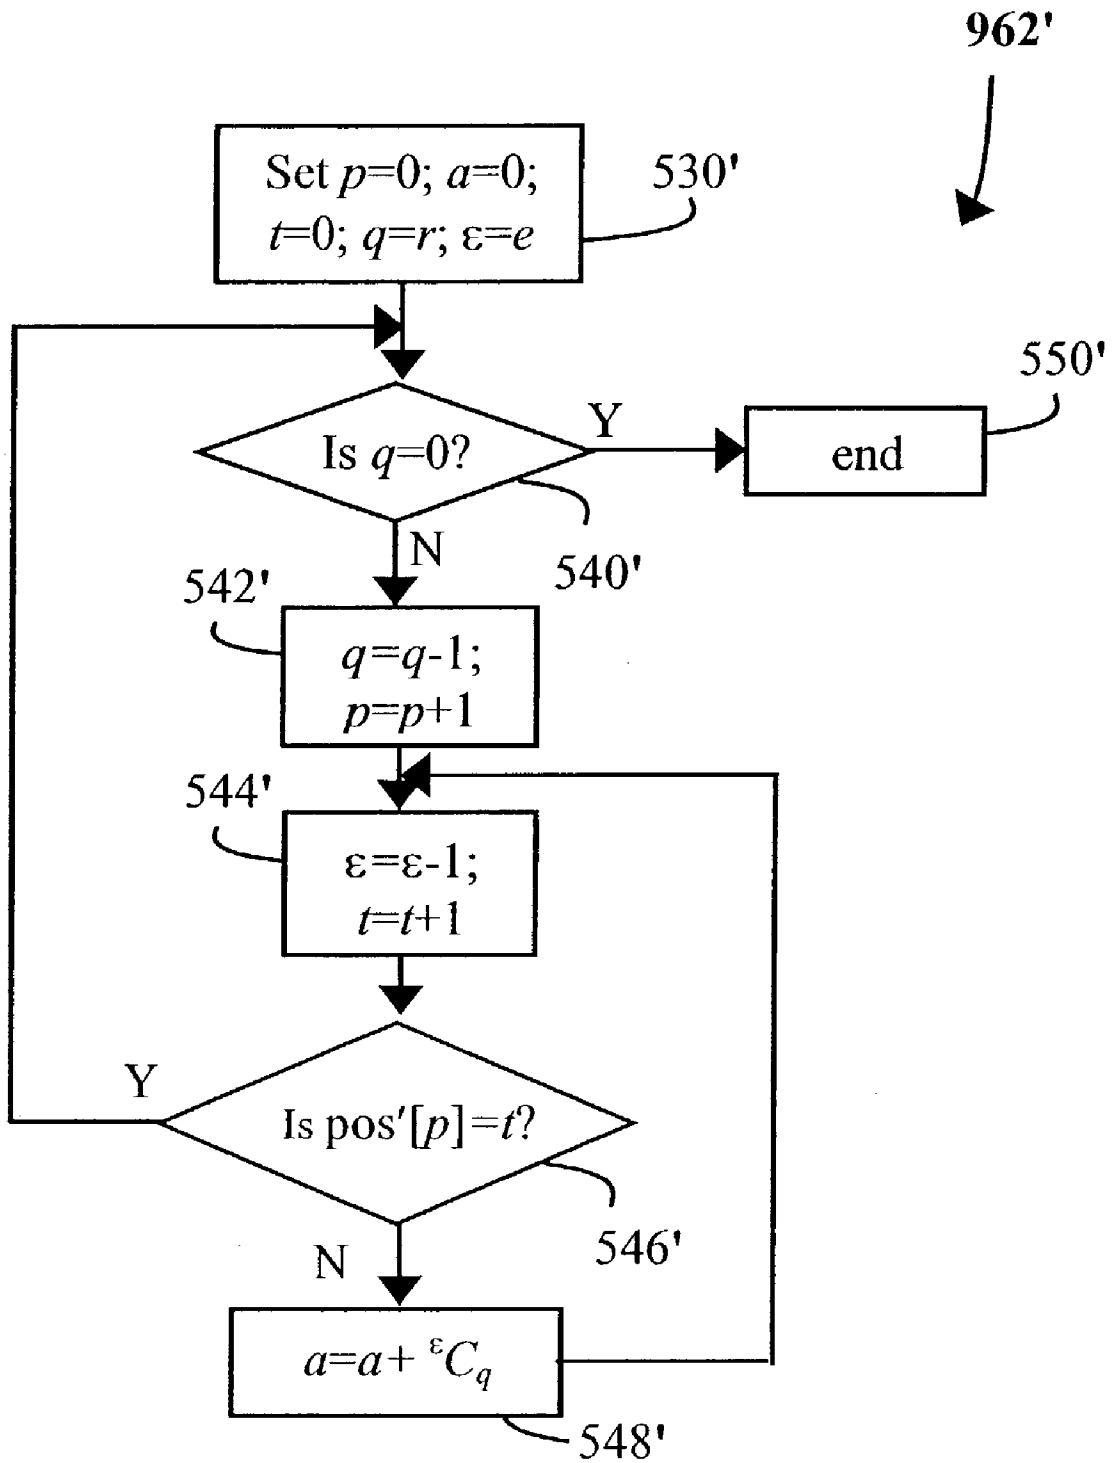 962'
Set p=0; a=0;
t=0; q=r; ε=e
530'
550'
Is q=0?
Y
end
N
540'
542'
q=q-1;
p=p+1
544'
ε=ε-1;
t=t+1
Y
Is pos'[p]=t?
546'
N
a=a+ ᵋC_q
548'